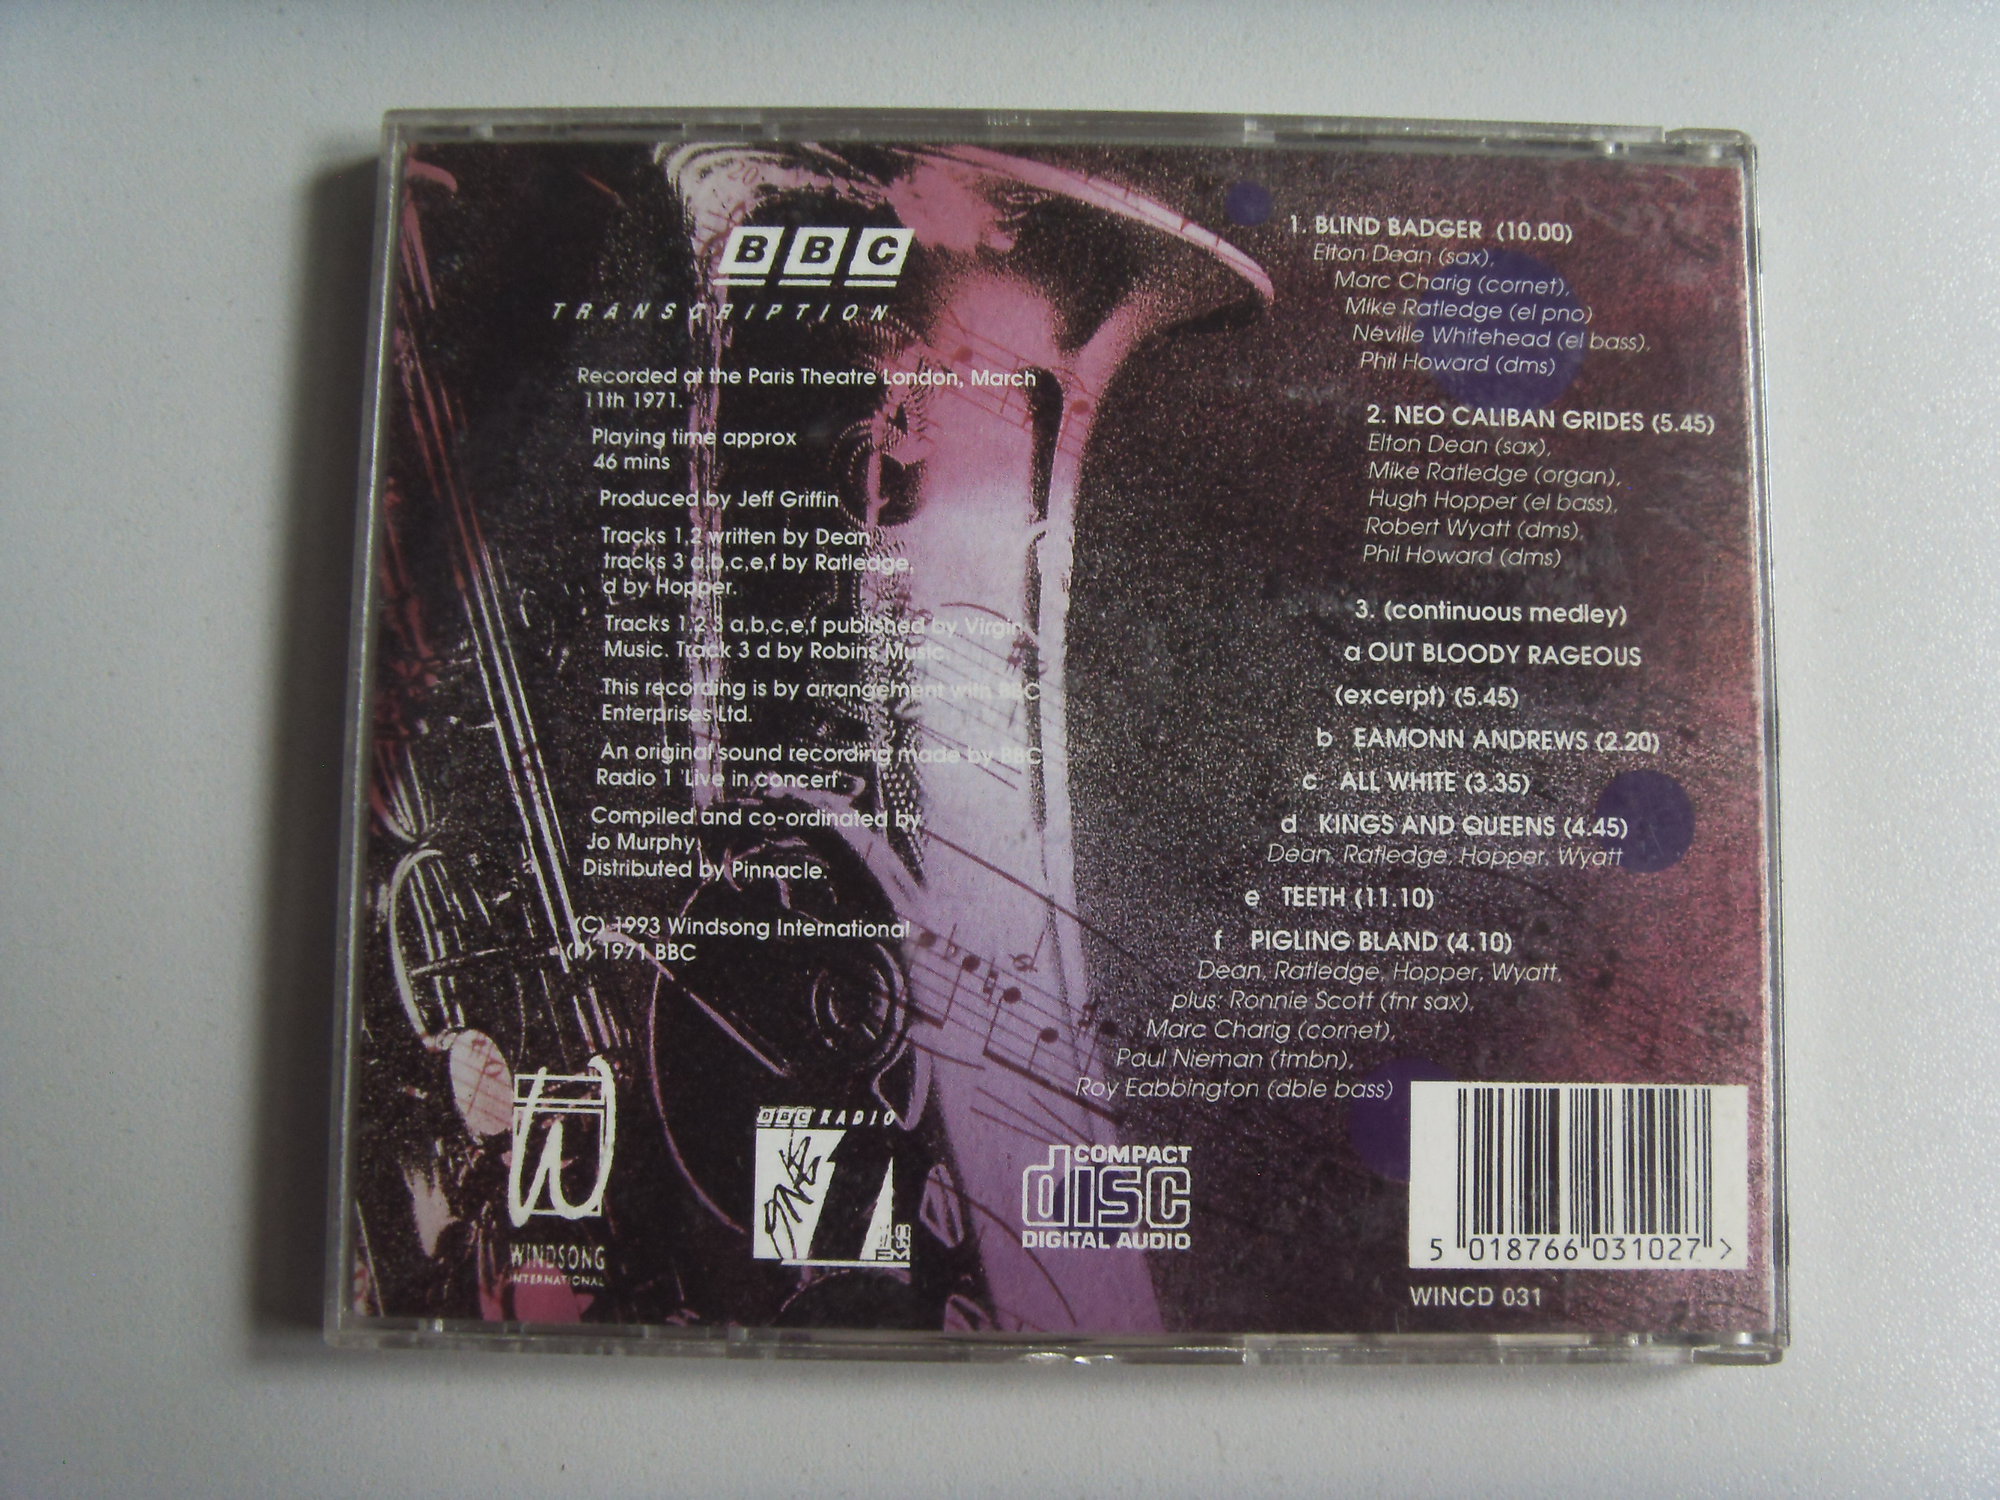 BBC
TRANSCRIPTION
Recorded at the Paris Theatre London, March
11th 1971.
Playing time approx
46 mins
Produced by Jeff Griffin
Tracks 1,2 written by Dean
tracks 3 a,b,c,e,f by Ratledge,
d by Hopper.
Tracks 1,2 3 a,b,c,e,f published by Virgin
Music. Track 3 d by Robins Music
This recording is by arrangement with BBC
Enterprises Ltd.
An original sound recording made by BBC
Radio 1 'Live in concert'.
Compiled and co-ordinated by
Jo Murphy.
Distributed by Pinnacle.
(C) 1993 Windsong International
(P) 1971 BBC
WINDSONG
INTERNATIONAL
BBC RADIO
1
COMPACT
disc
DIGITAL AUDIO
1. BLIND BADGER (10.00)
Elton Dean (sax),
Marc Charig (cornet),
Mike Ratledge (el pno)
Neville Whitehead (el bass),
Phil Howard (dms)
2. NEO CALIBAN GRIDES (5.45)
Elton Dean (sax),
Mike Ratledge (organ),
Hugh Hopper (el bass),
Robert Wyatt (dms),
Phil Howard (dms)
3. (continuous medley)
a OUT BLOODY RAGEOUS
(excerpt) (5.45)
b EAMONN ANDREWS (2.20)
c ALL WHITE (3.35)
d KINGS AND QUEENS (4.45)
Dean, Ratledge, Hopper, Wyatt
e TEETH (11.10)
f PIGLING BLAND (4.10)
Dean, Ratledge, Hopper, Wyatt,
plus: Ronnie Scott (tnr sax),
Marc Charig (cornet),
Paul Nieman (tmbn),
Roy Eabbington (dble bass)
5 018766 031027 >
WINCD 031